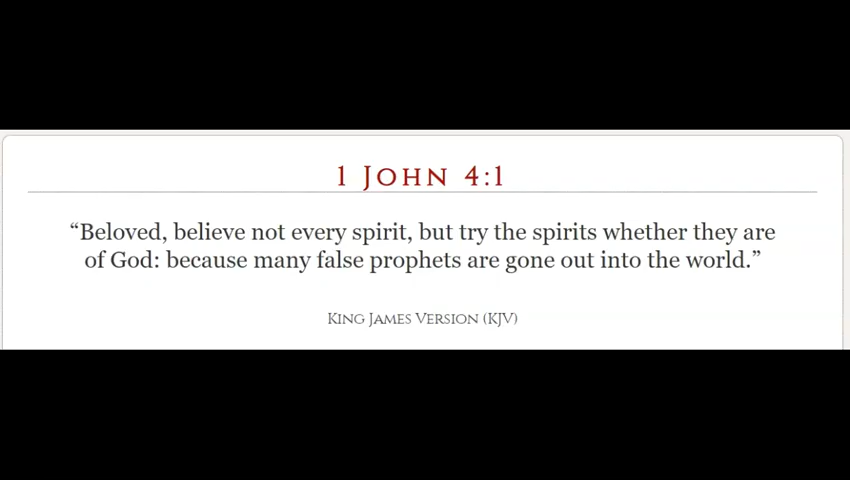 1 John 4:1
“Beloved, believe not every spirit, but try the spirits whether they are
of God: because many false prophets are gone out into the world.”
King James Version (KJV)